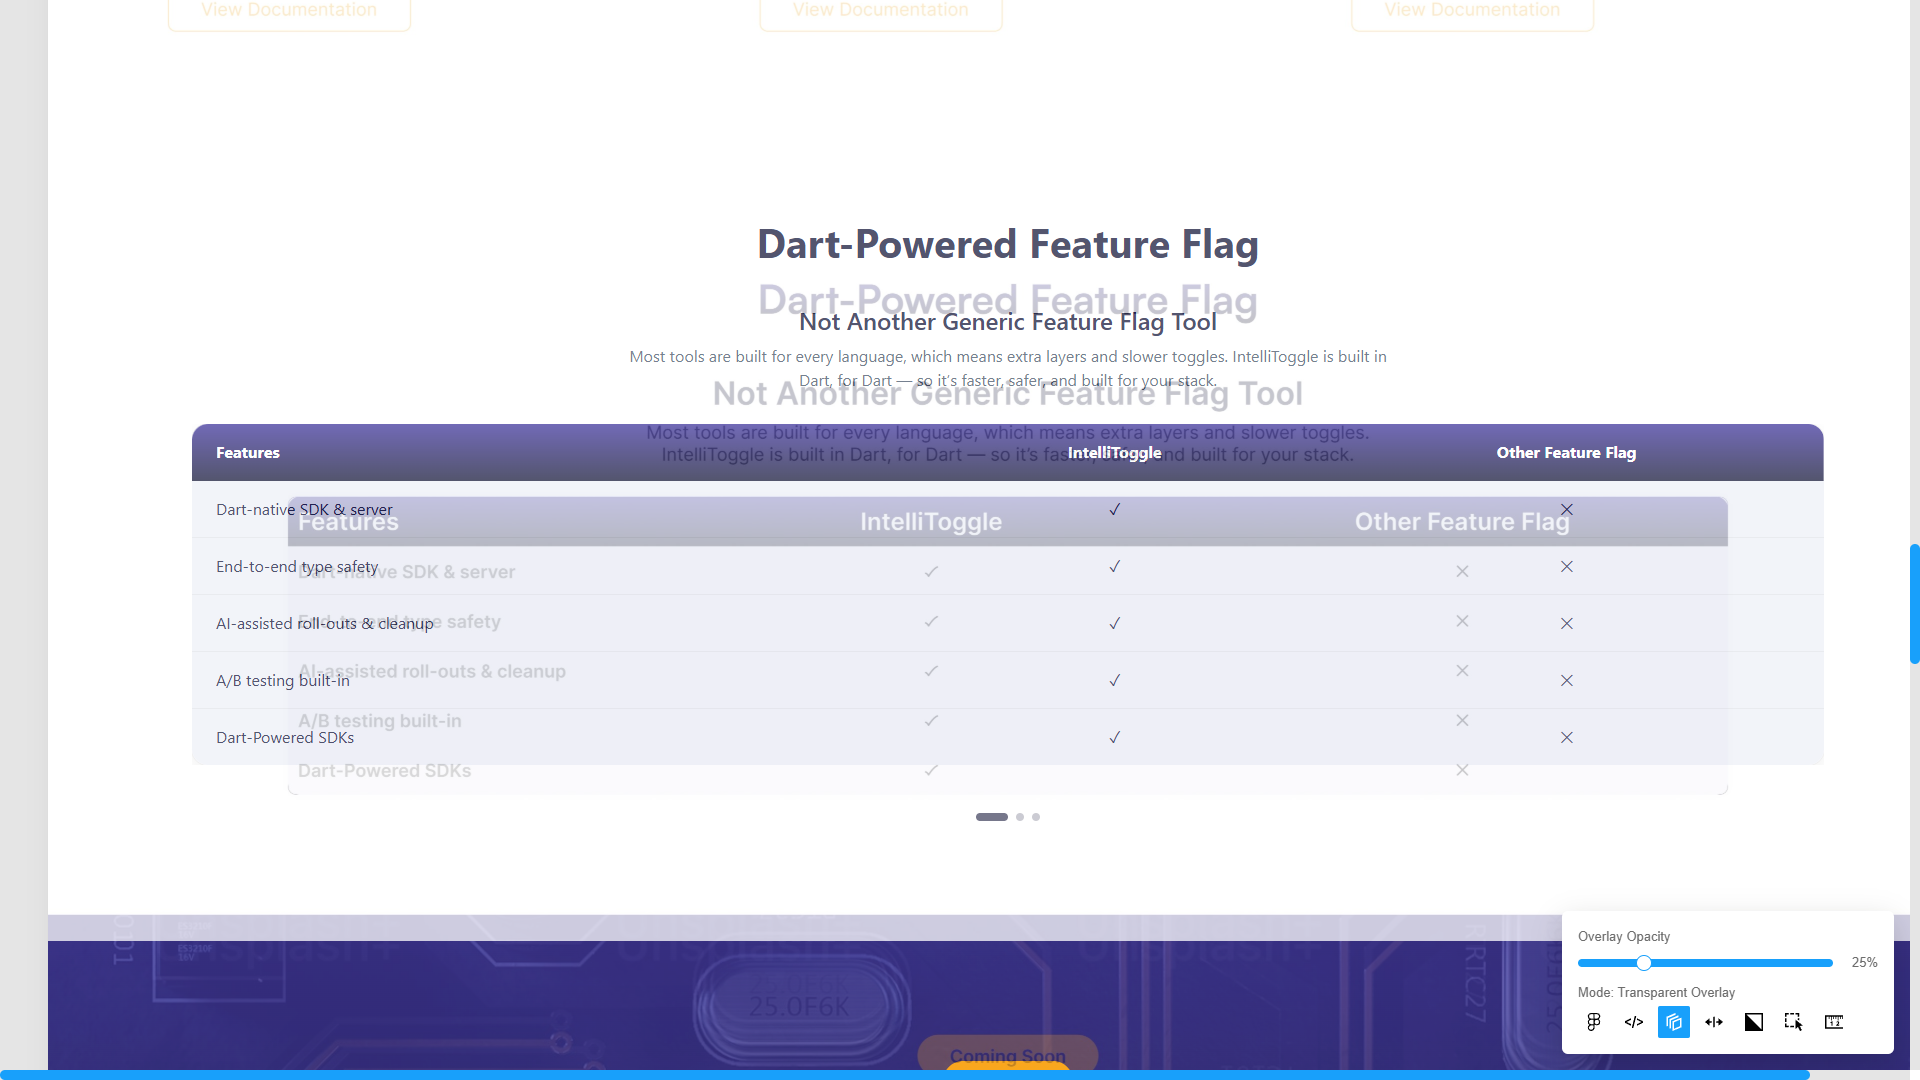 View Documentation
View Documentation
View Documentation
Dart-Powered Feature Flag
Dart-Powered Feature Flag
Not Another Generic Feature Flag Tool
Most tools are built for every language, which means extra layers and slower toggles. IntelliToggle is built in
Dart, for Dart — so it's faster, safer, and built for your stack.
Not Another Generic Feature Flag Tool
Most tools are built for every language, which means extra layers and slower toggles.
IntelliToggle is built in Dart, for Dart — so it's faster, and built for your stack.
Features
IntelliToggle
Other Feature Flag
Dart-native SDK & server
✓
✕
Features
IntelliToggle
Other Feature Flag
End-to-end type safety
✓
✕
Dart-native SDK & server
✓
✕
AI-assisted roll-outs & cleanup
✓
✕
End-to-end type safety
✓
✕
A/B testing built-in
✓
✕
AI-assisted roll-outs & cleanup
✓
✕
Dart-Powered SDKs
✓
✕
A/B testing built-in
✓
✕
Dart-Powered SDKs
✓
✕
Unsplash+
Unsplash+
25.0F6K
25.0F6K
RRTC27
Coming Soon
Overlay Opacity
25%
Mode: Transparent Overlay